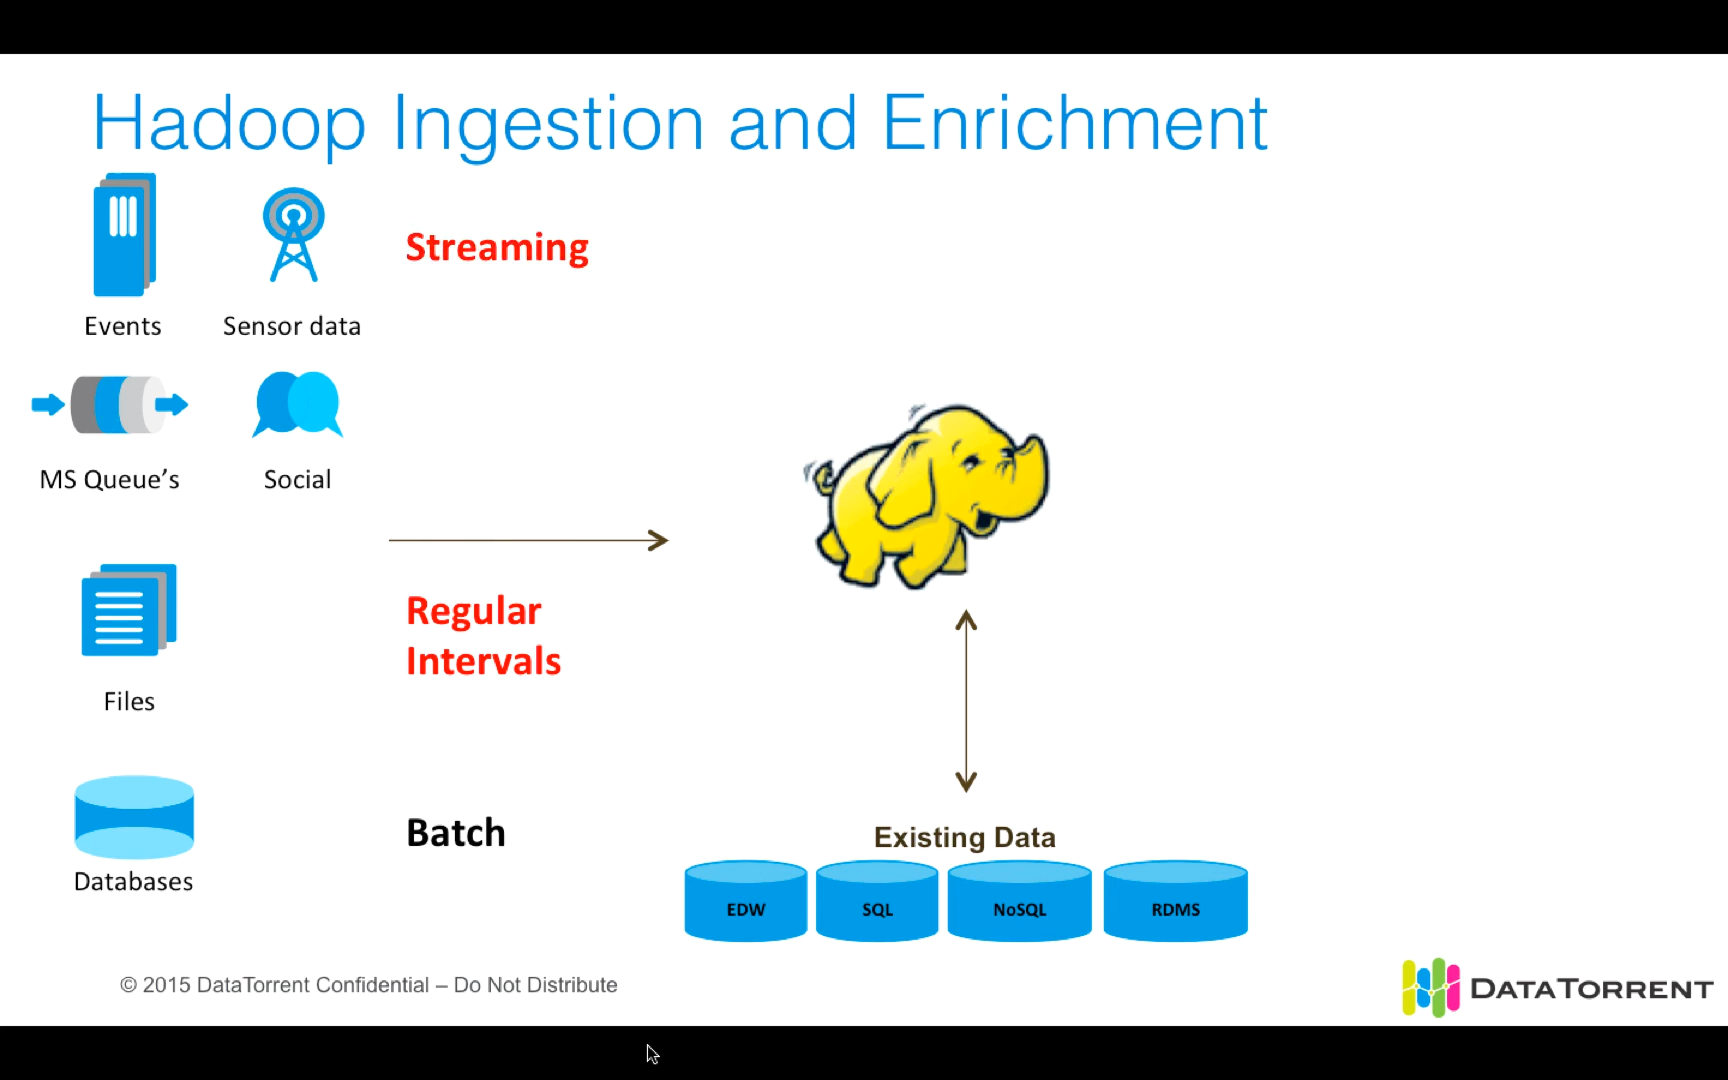 Hadoop Ingestion and Enrichment
Streaming
Events
Sensor data
MS Queue’s
Social
Regular
Intervals
Files
Batch
Databases
Existing Data
EDW
SQL
NoSQL
RDMS
© 2015 DataTorrent Confidential – Do Not Distribute
DATATORRENT